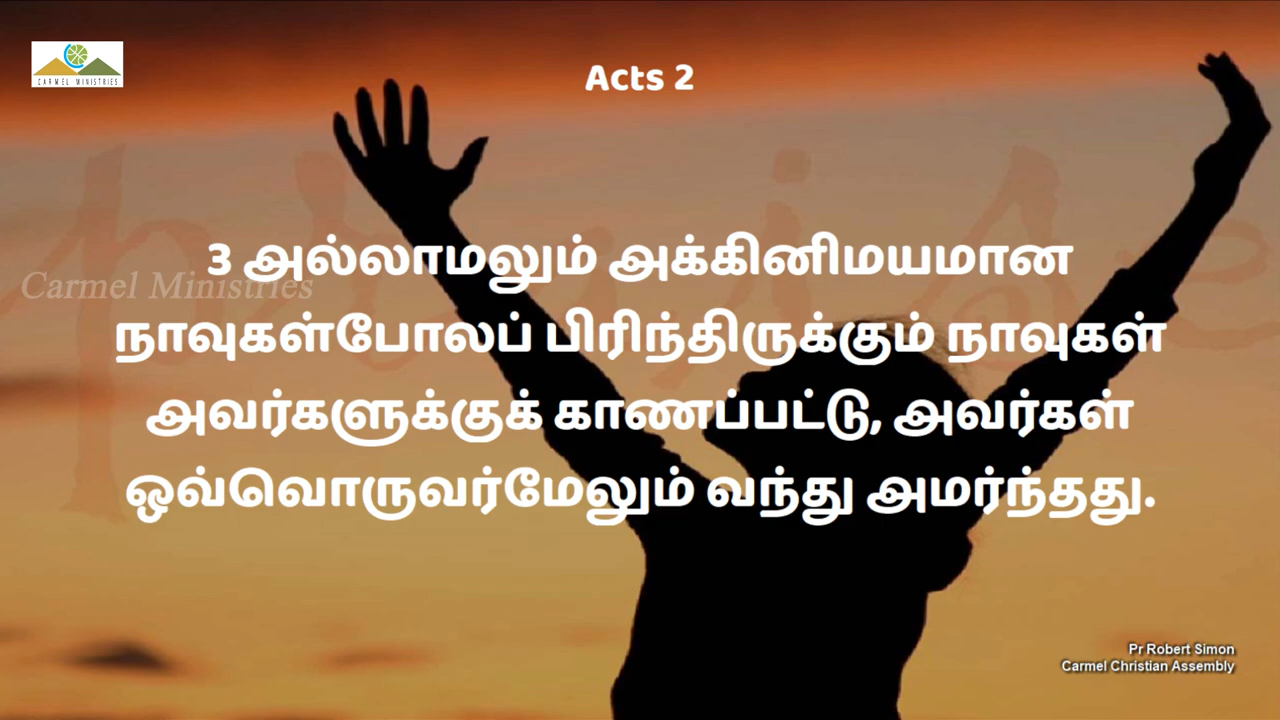 CARMEL MINISTRIES
Acts 2
praise
3 அல்லாமலும் அக்கினிமயமான
Carmel Ministries
நாவுகள்போலப் பிரிந்திருக்கும் நாவுகள்
அவர்களுக்குக் காணப்பட்டு, அவர்கள்
ஒவ்வொருவர்மேலும் வந்து அமர்ந்தது.
Pr Robert Simon
Carmel Christian Assembly